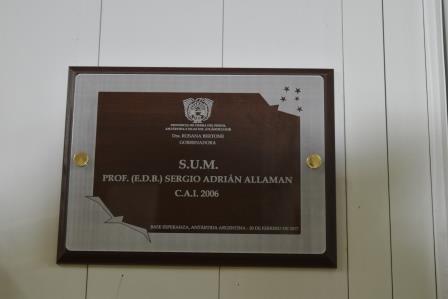 PROVINCIA DE TIERRA DEL FUEGO,
ANTÁRTIDA E ISLAS DEL ATLÁNTICO SUR
Dra. ROSANA BERTONE
GOBERNADORA
S.U.M.
PROF. (E.D.B.) SERGIO ADRIÁN ALLAMAN
C.A.I. 2006
BASE ESPERANZA, ANTÁRTIDA ARGENTINA - 20 DE FEBRERO DE 2017